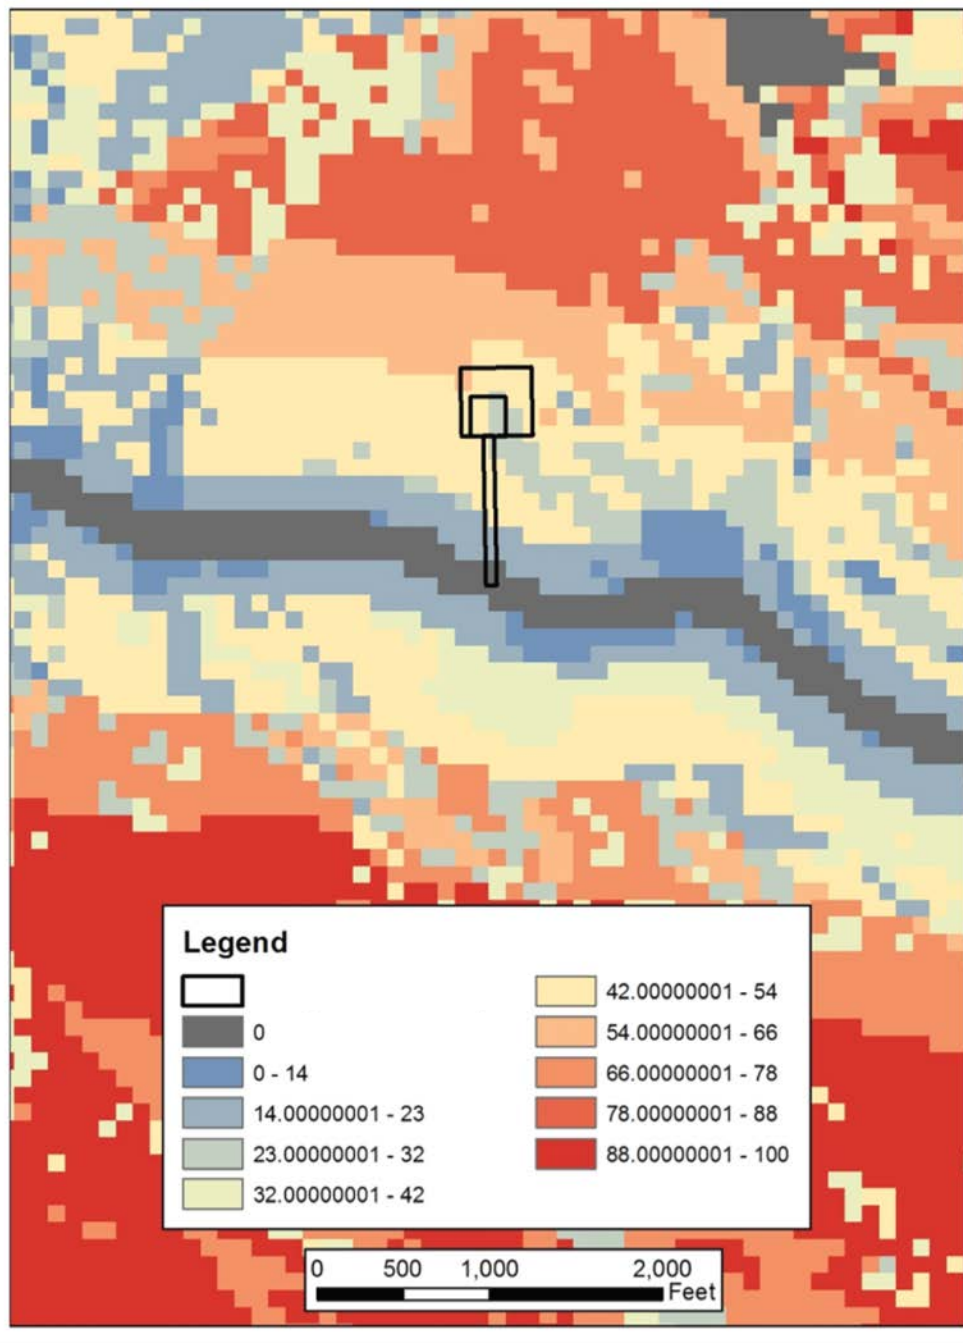 Legend
0
0 - 14
14.00000001 - 23
23.00000001 - 32
32.00000001 - 42
42.00000001 - 54
54.00000001 - 66
66.00000001 - 78
78.00000001 - 88
88.00000001 - 100
0 500 1,000 2,000
Feet